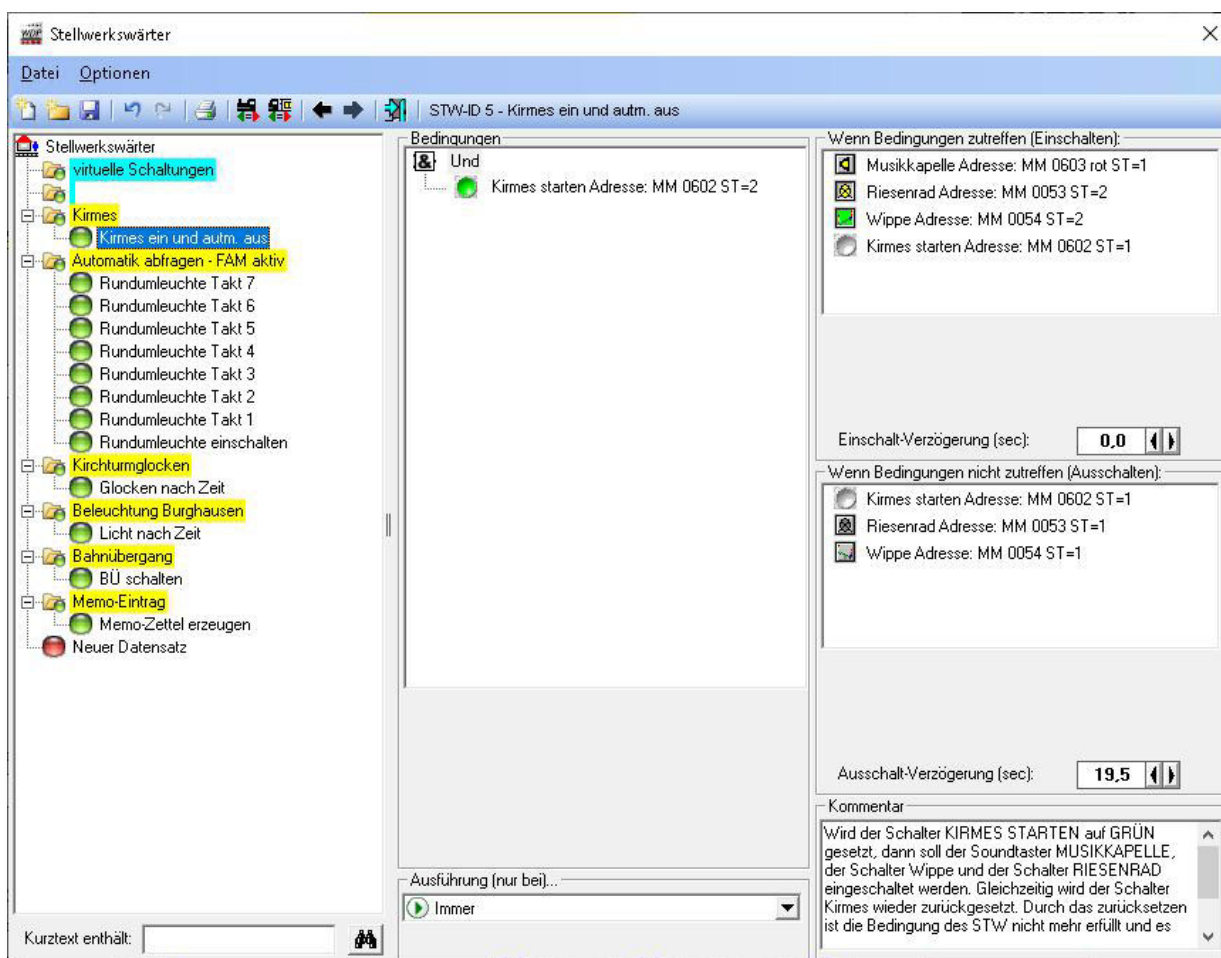 Stellwerkswärter
Datei Optionen
STW-ID 5 - Kirmes ein und autm. aus
Stellwerkswärter
virtuelle Schaltungen
Kirmes
Kirmes ein und autm. aus
Automatik abfragen - FAM aktiv
Rundumleuchte Takt 7
Rundumleuchte Takt 6
Rundumleuchte Takt 5
Rundumleuchte Takt 4
Rundumleuchte Takt 3
Rundumleuchte Takt 2
Rundumleuchte Takt 1
Rundumleuchte einschalten
Kirchturmglocken
Glocken nach Zeit
Beleuchtung Burghausen
Licht nach Zeit
Bahnübergang
BÜ schalten
Memo-Eintrag
Memo-Zettel erzeugen
Neuer Datensatz
Kurztext enthält:
Bedingungen
& Und
Kirmes starten Adresse: MM 0602 ST=2
Ausführung (nur bei)...
Immer
Wenn Bedingungen zutreffen (Einschalten):
Musikkapelle Adresse: MM 0603 rot ST=1
Riesenrad Adresse: MM 0053 ST=2
Wippe Adresse: MM 0054 ST=2
Kirmes starten Adresse: MM 0602 ST=1
Einschalt-Verzögerung (sec): 0,0
Wenn Bedingungen nicht zutreffen (Ausschalten):
Kirmes starten Adresse: MM 0602 ST=1
Riesenrad Adresse: MM 0053 ST=1
Wippe Adresse: MM 0054 ST=1
Ausschalt-Verzögerung (sec): 19,5
Kommentar
Wird der Schalter KIRMES STARTEN auf GRÜN
gesetzt, dann soll der Soundtaster MUSIKKAPELLE,
der Schalter Wippe und der Schalter RIESENRAD
eingeschaltet werden. Gleichzeitig wird der Schalter
Kirmes wieder zurückgesetzt. Durch das zurücksetzen
ist die Bedingung des STW nicht mehr erfüllt und es